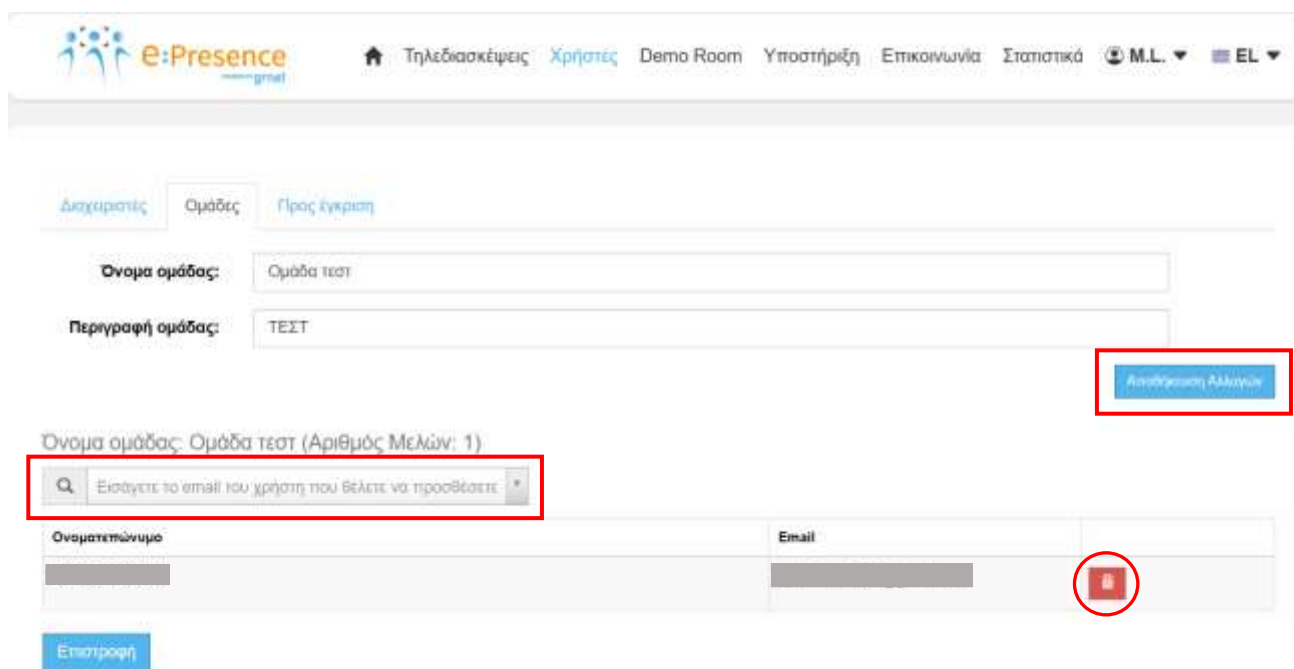 e:Presence
grnet
Τηλεδιασκέψεις Χρήστες Demo Room Υποστήριξη Επικοινωνία Στατιστικά M.L. EL
Διαχειριστές Ομάδες Προς έγκριση
Όνομα ομάδας: Ομάδα τεστ
Περιγραφή ομάδας: ΤΕΣΤ
Αποθήκευση Αλλαγών
Όνομα ομάδας: Ομάδα τεστ (Αριθμός Μελών: 1)
Εισάγετε το email του χρήστη που θέλετε να προσθέσετε
Ονοματεπώνυμο Email
Επιστροφή